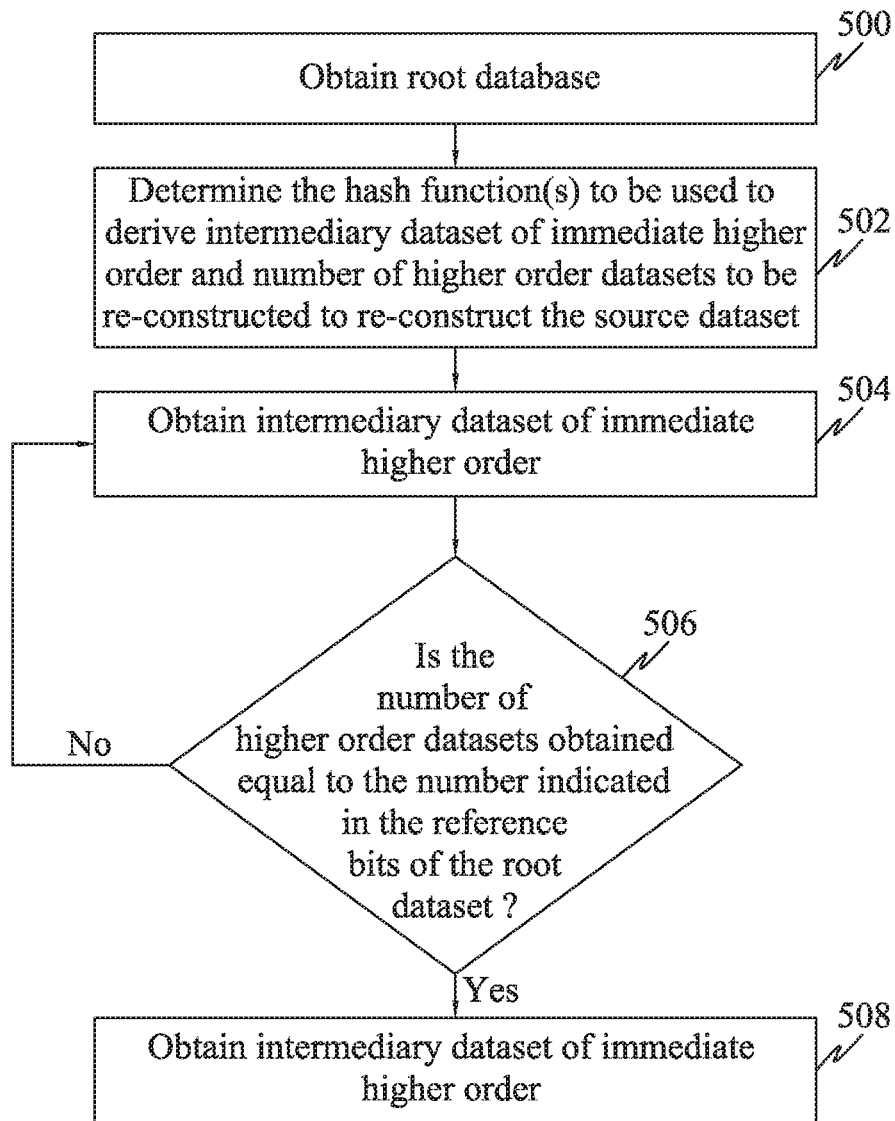 500
Obtain root database
Determine the hash function(s) to be used to
derive intermediary dataset of immediate higher
order and number of higher order datasets to be
re-constructed to re-construct the source dataset
502
504
Obtain intermediary dataset of immediate
higher order
506
Is the
number of
higher order datasets obtained
equal to the number indicated
in the reference
bits of the root
dataset ?
No
Yes
508
Obtain intermediary dataset of immediate
higher order